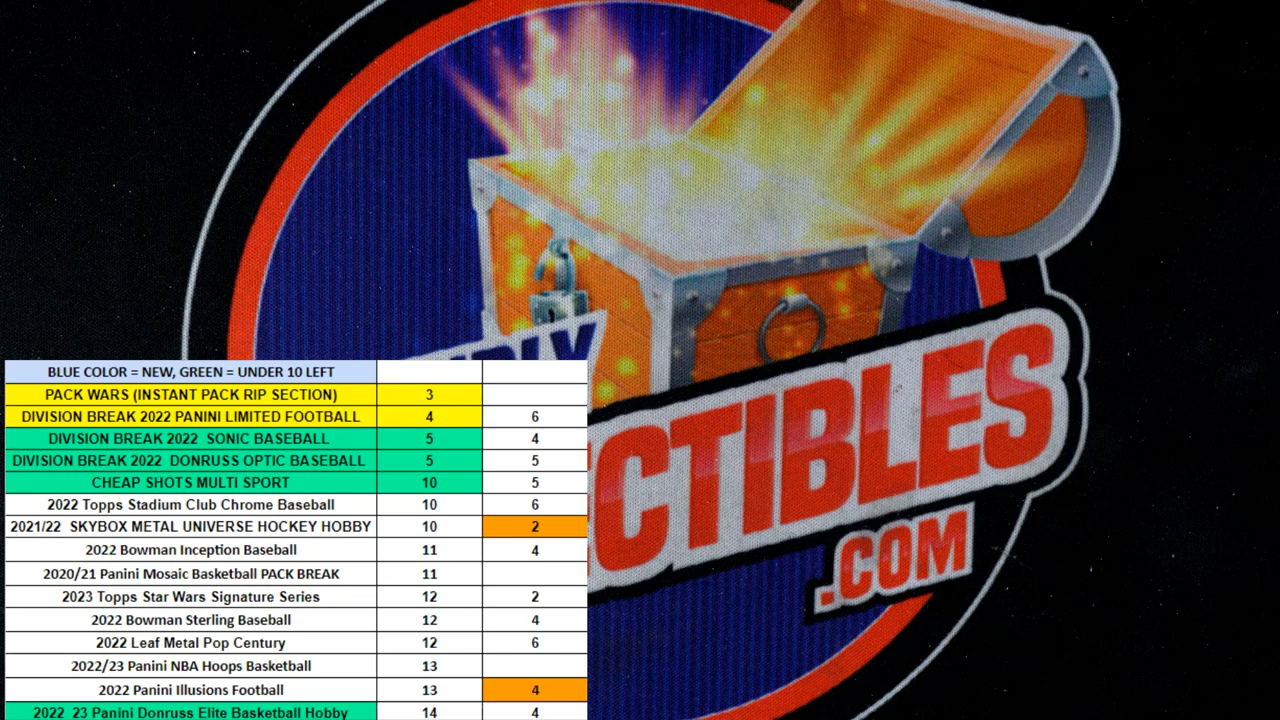 BLUE COLOR = NEW, GREEN = UNDER 10 LEFT
PACK WARS (INSTANT PACK RIP SECTION) 3
DIVISION BREAK 2022 PANINI LIMITED FOOTBALL 4 6
DIVISION BREAK 2022 SONIC BASEBALL 5 4
DIVISION BREAK 2022 DONRUSS OPTIC BASEBALL 5 5
CHEAP SHOTS MULTI SPORT 10 5
2022 Topps Stadium Club Chrome Baseball 10 6
2021/22 SKYBOX METAL UNIVERSE HOCKEY HOBBY 10 2
2022 Bowman Inception Baseball 11 4
2020/21 Panini Mosaic Basketball PACK BREAK 11
2023 Topps Star Wars Signature Series 12 2
2022 Bowman Sterling Baseball 12 4
2022 Leaf Metal Pop Century 12 6
2022/23 Panini NBA Hoops Basketball 13
2022 Panini Illusions Football 13 4
2022 23 Panini Donruss Elite Basketball Hobby 14 4
CTIBLES
.COM